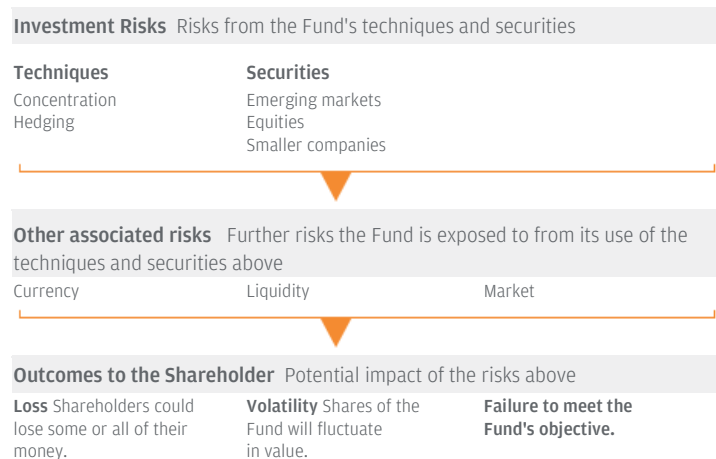 Investment Risks Risks from the Fund's techniques and securities
Techniques
Concentration
Hedging
Securities
Emerging markets
Equities
Smaller companies
Other associated risks Further risks the Fund is exposed to from its use of the
techniques and securities above
Currency
Liquidity
Market
Outcomes to the Shareholder Potential impact of the risks above
Loss Shareholders could
lose some or all of their
money.
Volatility Shares of the
Fund will fluctuate
in value.
Failure to meet the
Fund's objective.